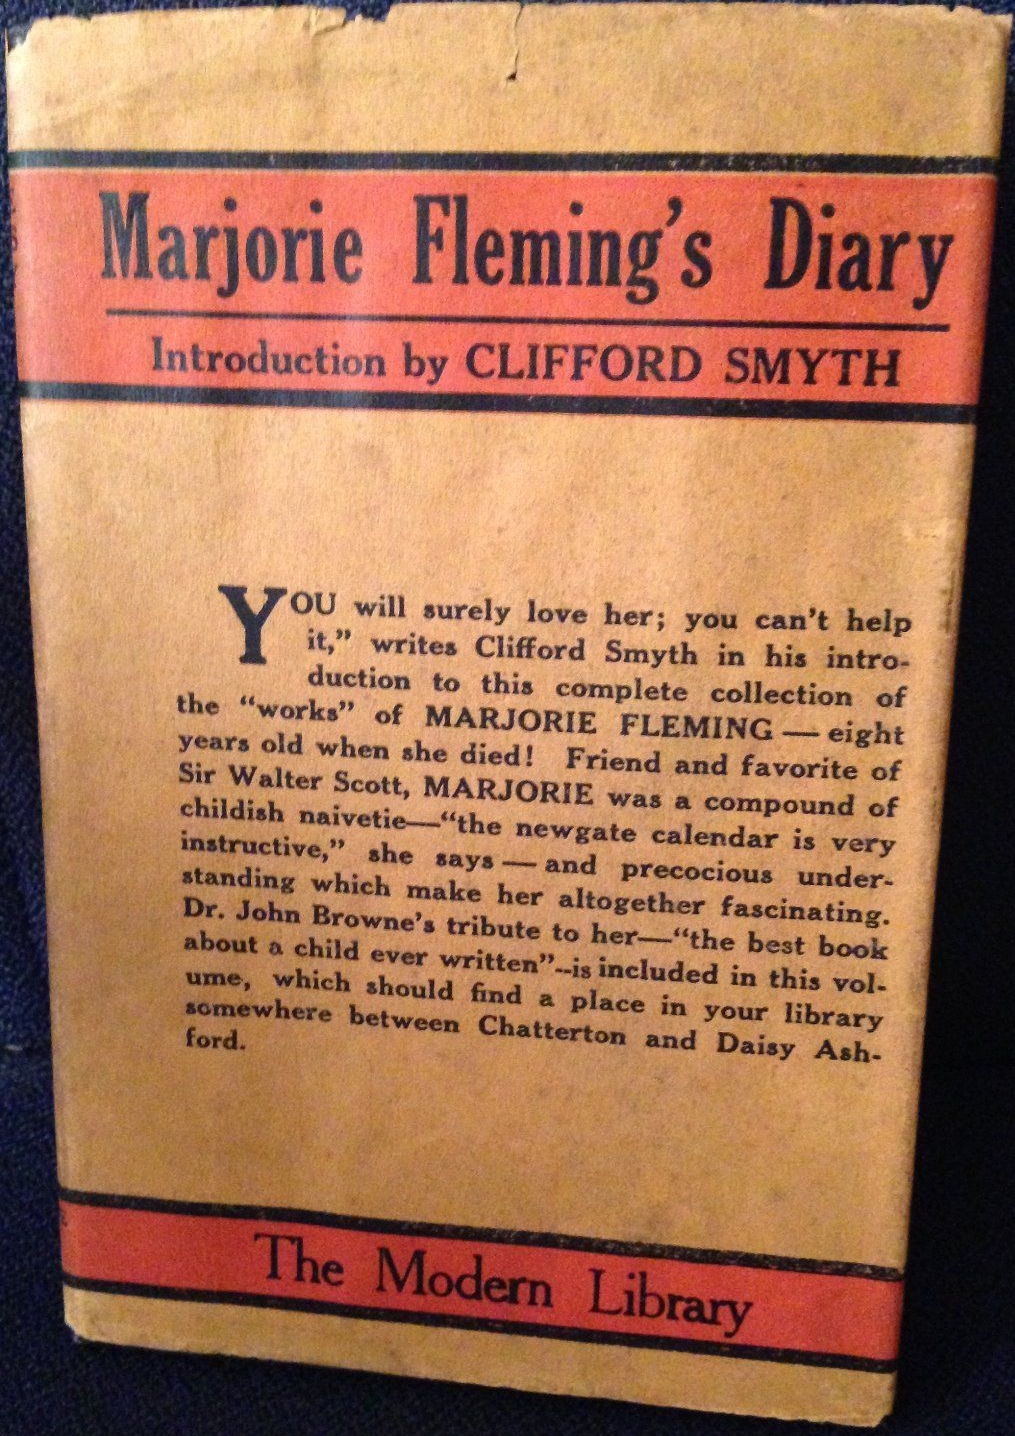 Marjorie Fleming's Diary
Introduction by CLIFFORD SMYTH
YOU will surely love her; you can't help
it," writes Clifford Smyth in his intro-
duction to this complete collection of
the "works" of MARJORIE FLEMING — eight
years old when she died! Friend and favorite of
Sir Walter Scott, MARJORIE was a compound of
childish naivetie—"the newgate calendar is very
instructive," she says — and precocious under-
standing which make her altogether fascinating.
Dr. John Browne's tribute to her—"the best book
about a child ever written"--is included in this vol-
ume, which should find a place in your library
somewhere between Chatterton and Daisy Ash-
ford.
The Modern Library